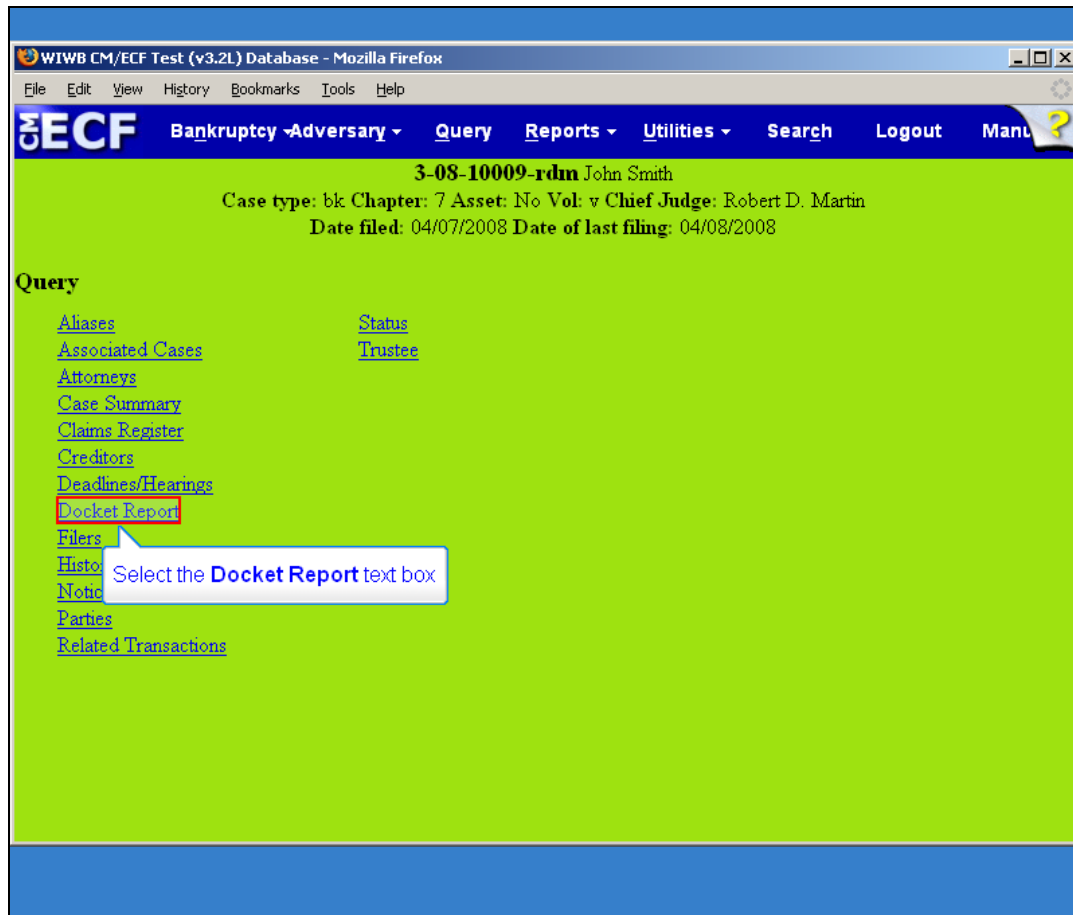 WIWB CM/ECF Test (v3.2L) Database - Mozilla Firefox
File Edit View History Bookmarks Tools Help
CM ECF Bankruptcy Adversary Query Reports Utilities Search Logout ?
3-08-10009-rdm John Smith
Case type: bk Chapter: 7 Asset: No Vol: v Chief Judge: Robert D. Martin
Date filed: 04/07/2008 Date of last filing: 04/08/2008
Query
Aliases
Associated Cases
Attorneys
Case Summary
Claims Register
Creditors
Deadlines/Hearings
Docket Report
Filers
Histo
Notic
Parties
Related Transactions
Status
Trustee
Select the Docket Report text box